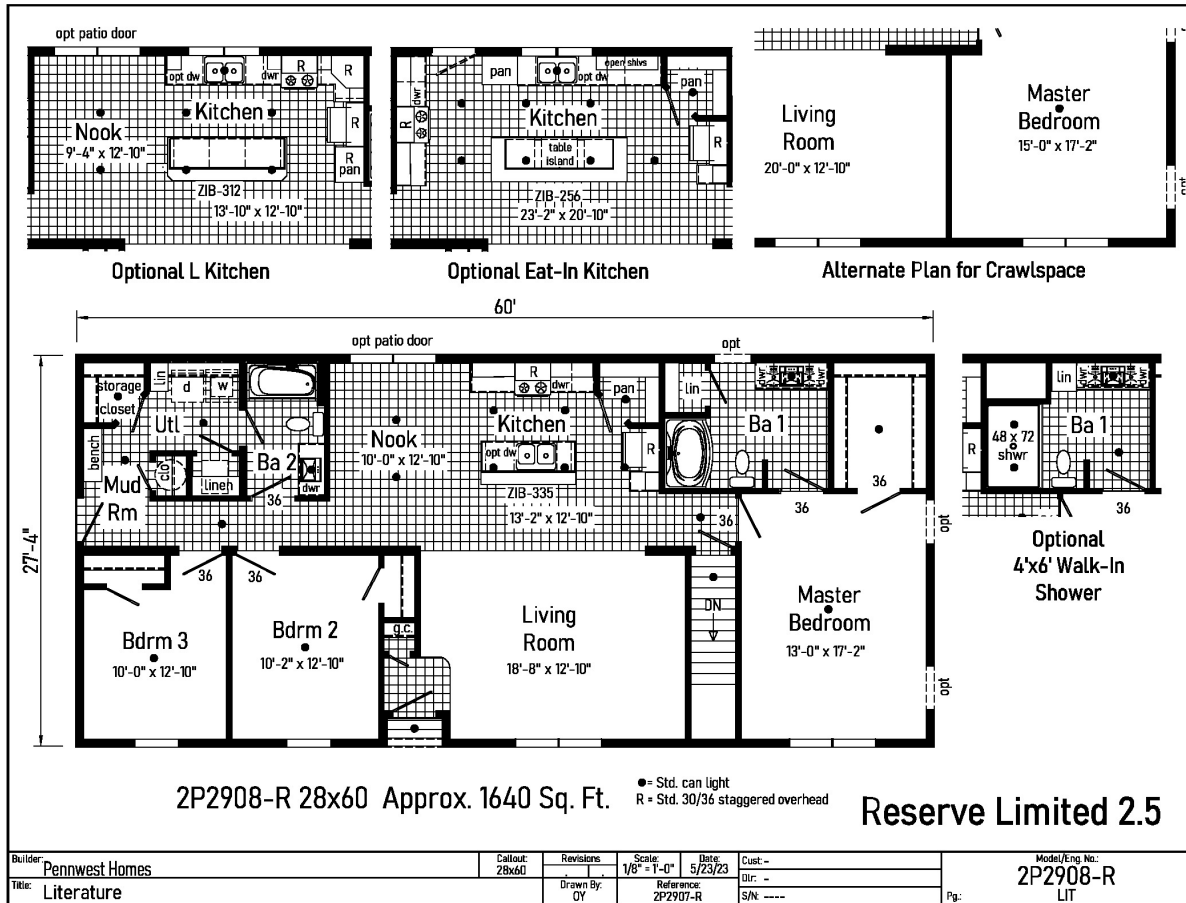 opt patio door
opt dw
dwr
R
R
Nook
9'-4" x 12'-10"
Kitchen
R
R
pan
ZIB-312
13'-10" x 12'-10"
Optional L Kitchen
pan
opt dw
open shlvs
pan
dwr
R
Kitchen
R
table
island
ZIB-256
23'-2" x 20'-10"
Optional Eat-In Kitchen
Living
Room
20'-0" x 12'-10"
Master
Bedroom
15'-0" x 17'-2"
opt
Alternate Plan for Crawlspace
60'
27'-4"
opt patio door
opt
storage
closet
lin
d
w
Utl
bench
clo
lineh
Mud
Rm
Ba 2
dwr
36
Nook
10'-0" x 12'-10"
R
dwr
Kitchen
pan
opt dw
R
ZIB-335
13'-2" x 12'-10"
lin
dwr
dwr
Ba 1
36
36
36
opt
36
36
Bdrm 3
10'-0" x 12'-10"
Bdrm 2
10'-2" x 12'-10"
g.c.
Living
Room
18'-8" x 12'-10"
DN
Master
Bedroom
13'-0" x 17'-2"
opt
lin
dwr
dwr
Ba 1
48 x 72
shwr
R
36
Optional
4'x6' Walk-In
Shower
2P2908-R 28x60 Approx. 1640 Sq. Ft.
●= Std. can light
R = Std. 30/36 staggered overhead
Reserve Limited 2.5
Builder: Pennwest Homes
Callout:
28x60
Revisions
Scale:
1/8" = 1'-0"
Date:
5/23/23
Cust: -
Dlr: -
S/N: ----
Model/Eng. No.:
2P2908-R
Title: Literature
Drawn By:
OY
Reference:
2P2907-R
Pg.: LIT